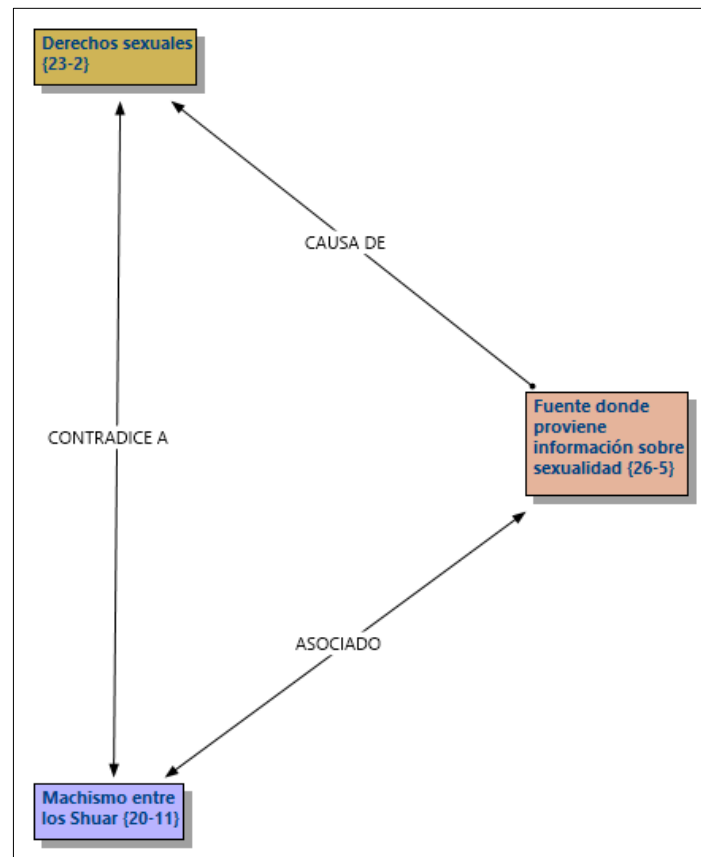 Derechos sexuales
{23-2}
CAUSA DE
Fuente donde
proviene
información sobre
sexualidad {26-5}
CONTRADICE A
ASOCIADO
Machismo entre
los Shuar {20-11}